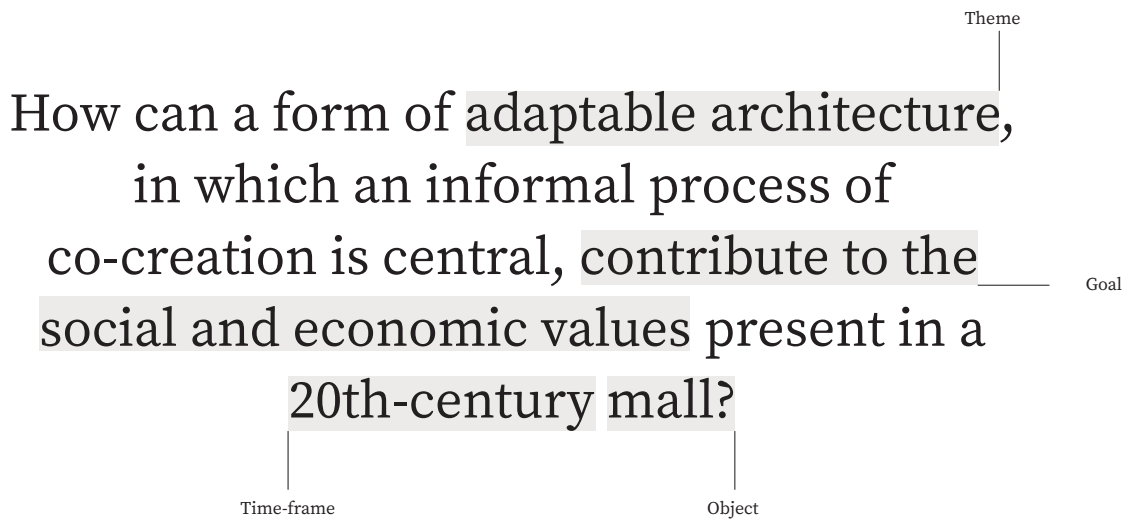 Theme
How can a form of adaptable architecture,
in which an informal process of
co-creation is central, contribute to the
Goal
social and economic values present in a
20th-century mall?
Time-frame
Object